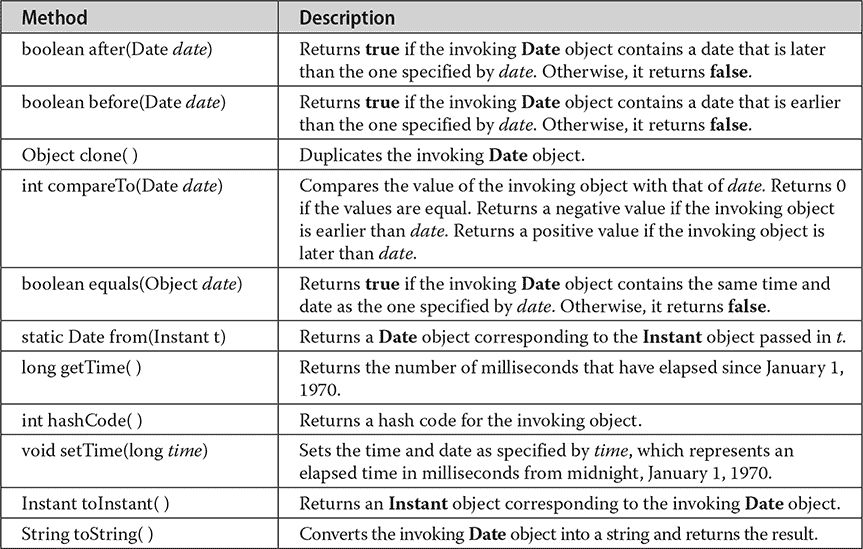 Method Description
boolean after(Date date) Returns true if the invoking Date object contains a date that is later
than the one specified by date. Otherwise, it returns false.
boolean before(Date date) Returns true if the invoking Date object contains a date that is earlier
than the one specified by date. Otherwise, it returns false.
Object clone( ) Duplicates the invoking Date object.
int compareTo(Date date) Compares the value of the invoking object with that of date. Returns 0
if the values are equal. Returns a negative value if the invoking object
is earlier than date. Returns a positive value if the invoking object is
later than date.
boolean equals(Object date) Returns true if the invoking Date object contains the same time and
date as the one specified by date. Otherwise, it returns false.
static Date from(Instant t) Returns a Date object corresponding to the Instant object passed in t.
long getTime( ) Returns the number of milliseconds that have elapsed since January 1,
1970.
int hashCode( ) Returns a hash code for the invoking object.
void setTime(long time) Sets the time and date as specified by time, which represents an
elapsed time in milliseconds from midnight, January 1, 1970.
Instant toInstant( ) Returns an Instant object corresponding to the invoking Date object.
String toString( ) Converts the invoking Date object into a string and returns the result.